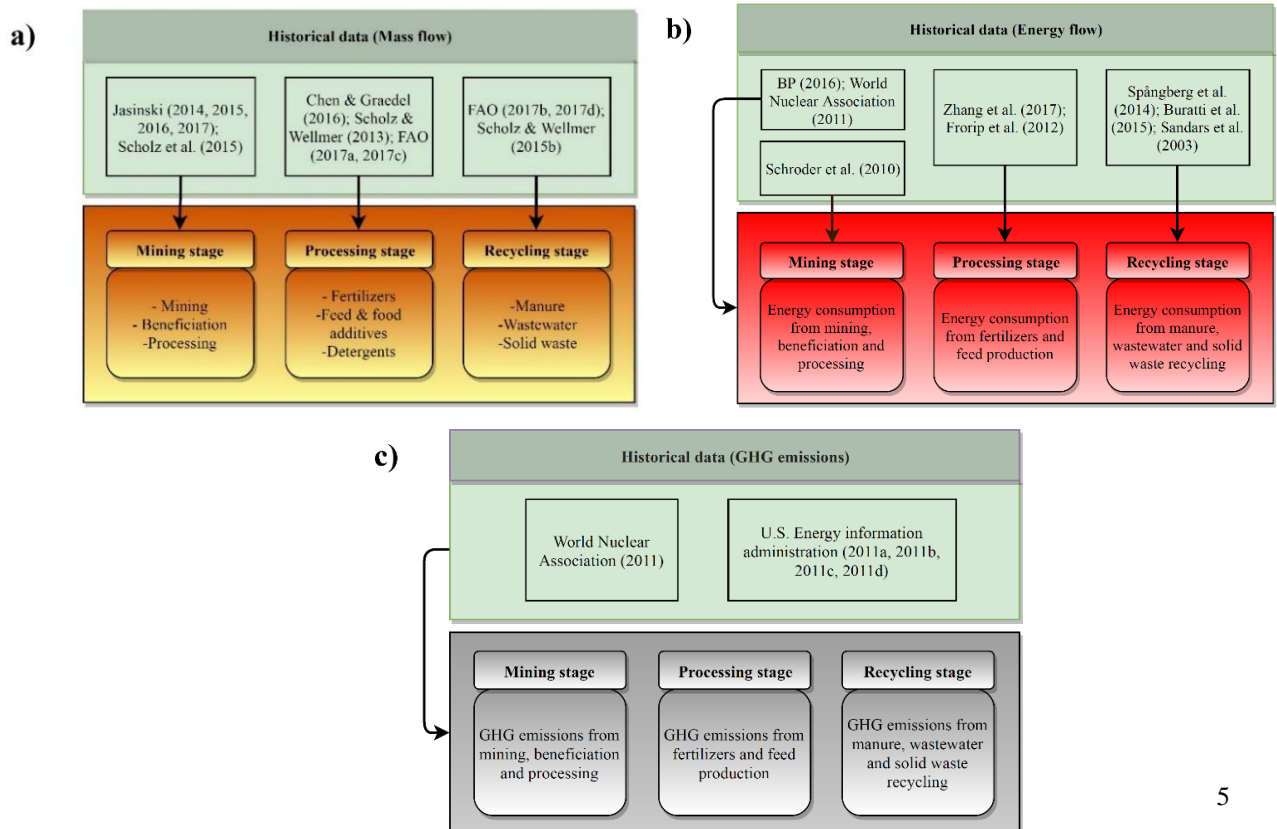 a)
Historical data (Mass flow)
Jasinski (2014, 2015,
2016, 2017);
Scholz et al. (2015)
Chen & Graedel
(2016); Scholz &
Wellmer (2013); FAO
(2017a, 2017c)
FAO (2017b, 2017d);
Scholz & Wellmer
(2015b)
Mining stage
- Mining
- Beneficiation
- Processing
Processing stage
- Fertilizers
-Feed & food
additives
- Detergents
Recycling stage
-Manure
-Wastewater
-Solid waste
b)
Historical data (Energy flow)
BP (2016); World
Nuclear Association
(2011)
Schroder et al. (2010)
Zhang et al. (2017);
Frorip et al. (2012)
Spångberg et al.
(2014); Buratti et al.
(2015); Sandars et al.
(2003)
Mining stage
Energy consumption
from mining,
beneficiation and
processing
Processing stage
Energy consumption
from fertilizers and
feed production
Recycling stage
Energy consumption
from manure,
wastewater and solid
waste recycling
c)
Historical data (GHG emissions)
World Nuclear
Association (2011)
U.S. Energy information
administration (2011a, 2011b,
2011c, 2011d)
Mining stage
GHG emissions from
mining, beneficiation
and processing
Processing stage
GHG emissions from
fertilizers and feed
production
Recycling stage
GHG emissions from
manure, wastewater
and solid waste
recycling
5